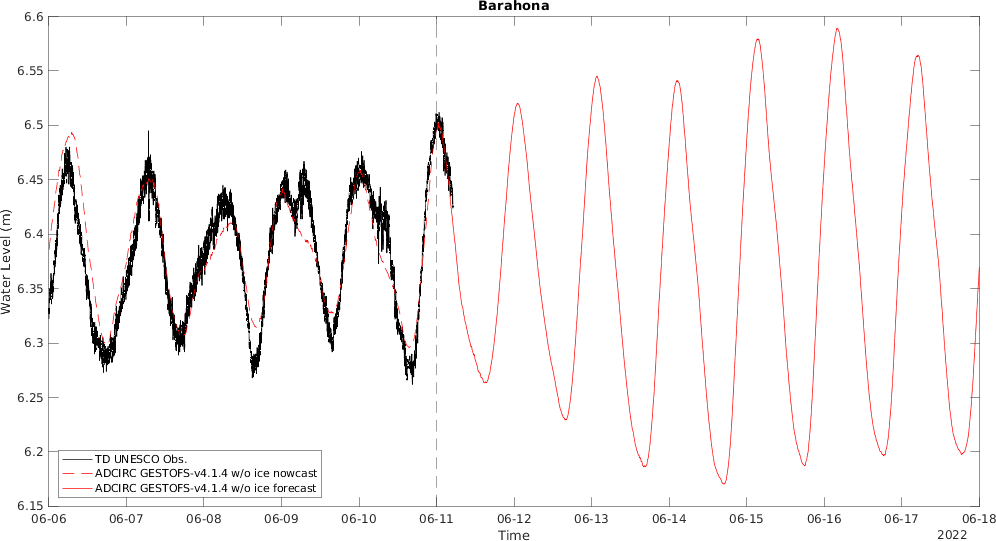 Barahona
6.6
6.55
6.5
6.45
6.4
6.35
6.3
6.25
6.2
6.15
Water Level (m)
TD UNESCO Obs.
ADCIRC GESTOFS-v4.1.4 w/o ice nowcast
ADCIRC GESTOFS-v4.1.4 w/o ice forecast
06-06 06-07 06-08 06-09 06-10 06-11 06-12 06-13 06-14 06-15 06-16 06-17 06-18
Time
2022